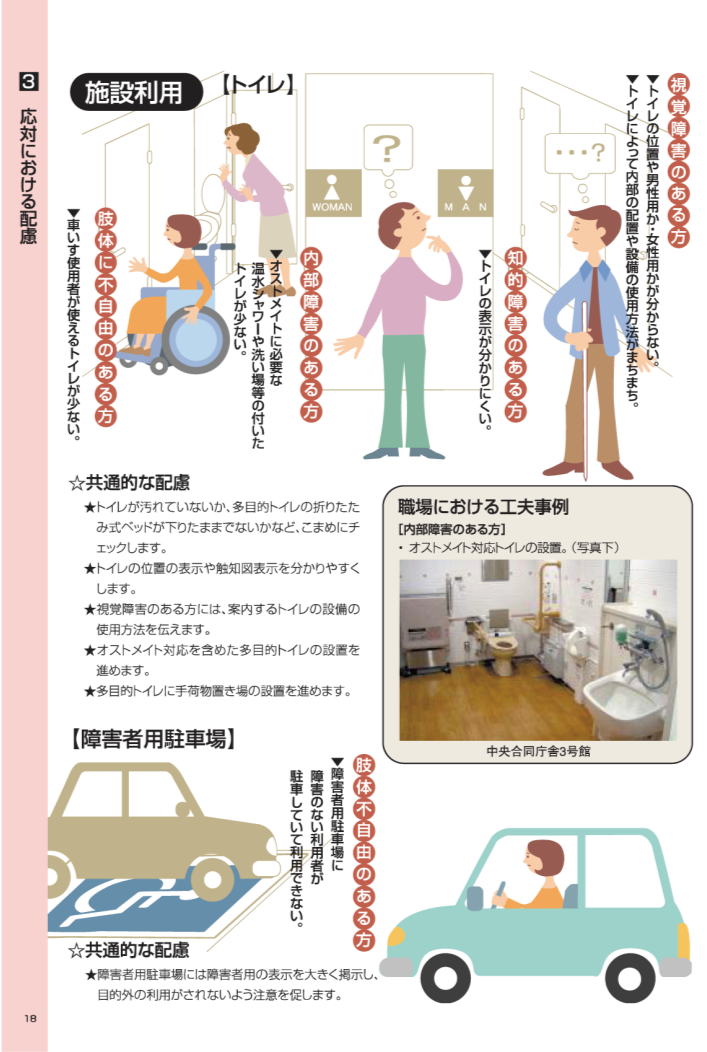 3 応対における配慮
施設利用
【トイレ】
視覚障害のある方
▼トイレの位置や男性用か・女性用かが分からない。
▼トイレによって内部の配置や設備の使用方法がまちまち。
・・・?
?
WOMAN
MAN
知的障害のある方
▼トイレの表示が分かりにくい。
内部障害のある方
▼オストメイトに必要な
温水シャワーや洗い場等の付いた
トイレが少ない。
肢体に不自由のある方
▼車いす使用者が使えるトイレが少ない。
☆共通的な配慮
★トイレが汚れていないか、多目的トイレの折りたた
み式ベッドが下りたままでないかなど、こまめにチ
ェックします。
★トイレの位置の表示や触知図表示を分かりやすく
します。
★視覚障害のある方には、案内するトイレの設備の
使用方法を伝えます。
★オストメイト対応を含めた多目的トイレの設置を
進めます。
★多目的トイレに手荷物置き場の設置を進めます。
職場における工夫事例
[内部障害のある方]
・オストメイト対応トイレの設置。(写真下)
中央合同庁舎3号館
【障害者用駐車場】
肢体不自由のある方
▼障害者用駐車場に
障害のない利用者が
駐車していて利用できない。
☆共通的な配慮
★障害者用駐車場には障害者用の表示を大きく掲示し、
目的外の利用がされないよう注意を促します。
18